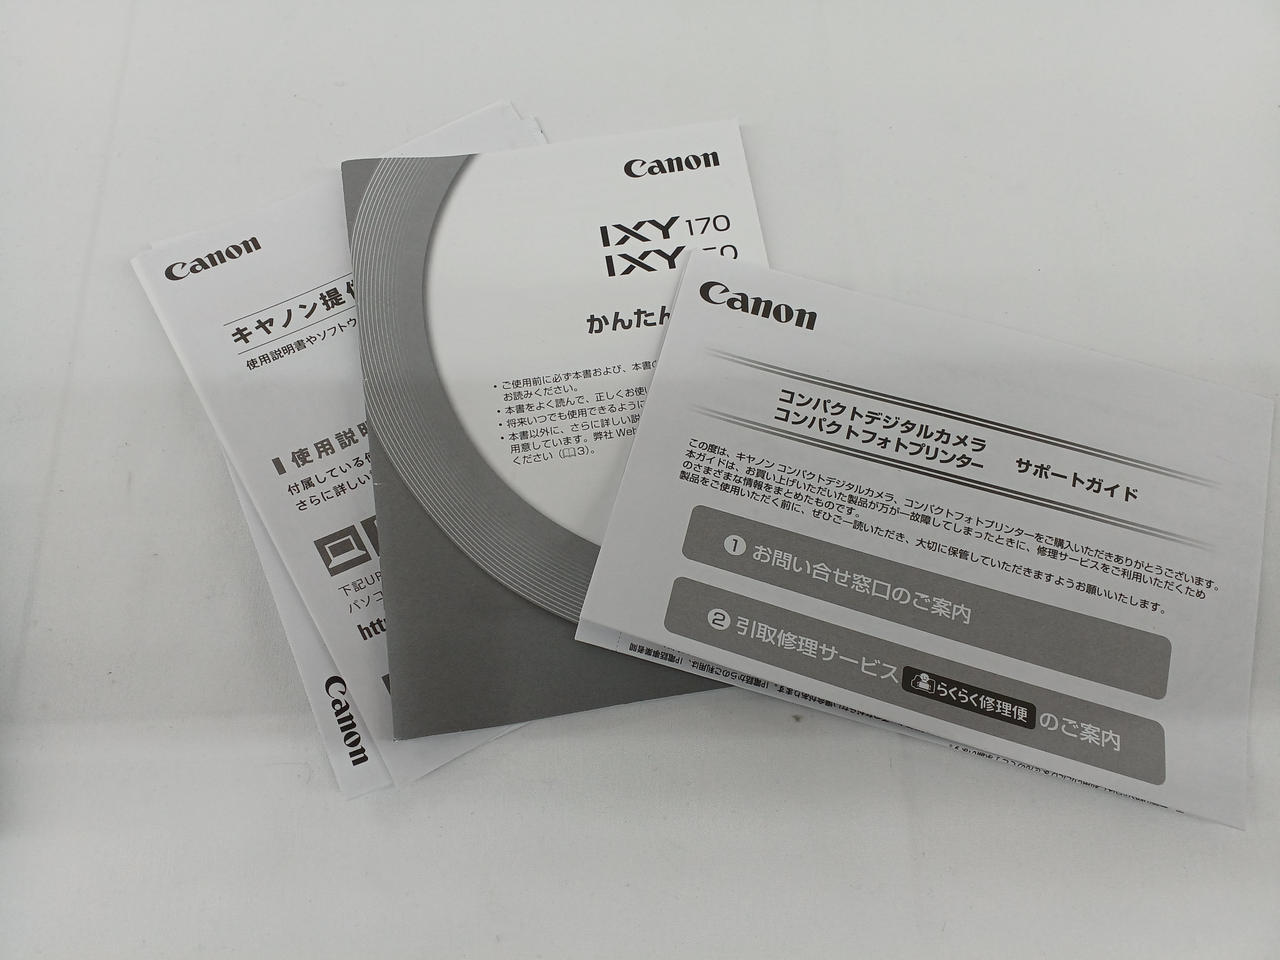 Canon
キヤノン提
使用説明書やソフトウ
使用説明
付属している
さらに詳しい
下記UR
パソコ
htt
Canon
Canon
IXY 170
IXY
かんたん
• ご使用前に必ず本書および、本書の
お読みください。
• 本書をよく読んで、正しくお使い
• 将来いつでも使用できるように
• 本書以外に、さらに詳しい説
用意しています。弊社 Web
ください（3）。
Canon
コンパクトデジタルカメラ
コンパクトフォトプリンター
サポートガイド
この度は、キヤノン コンパクトデジタルカメラ、コンパクトフォトプリンターをご購入いただきありがとうございます。
本ガイドは、お買い上げいただいた製品が万が一故障してしまったときに、修理サービスをご利用いただくため
のさまざまな情報をまとめたものです。
製品をご使用いただく前に、ぜひご一読いただき、大切に保管していただきますようお願いいたします。
1 お問い合せ窓口のご案内
2 引取修理サービス らくらく修理便 のご案内